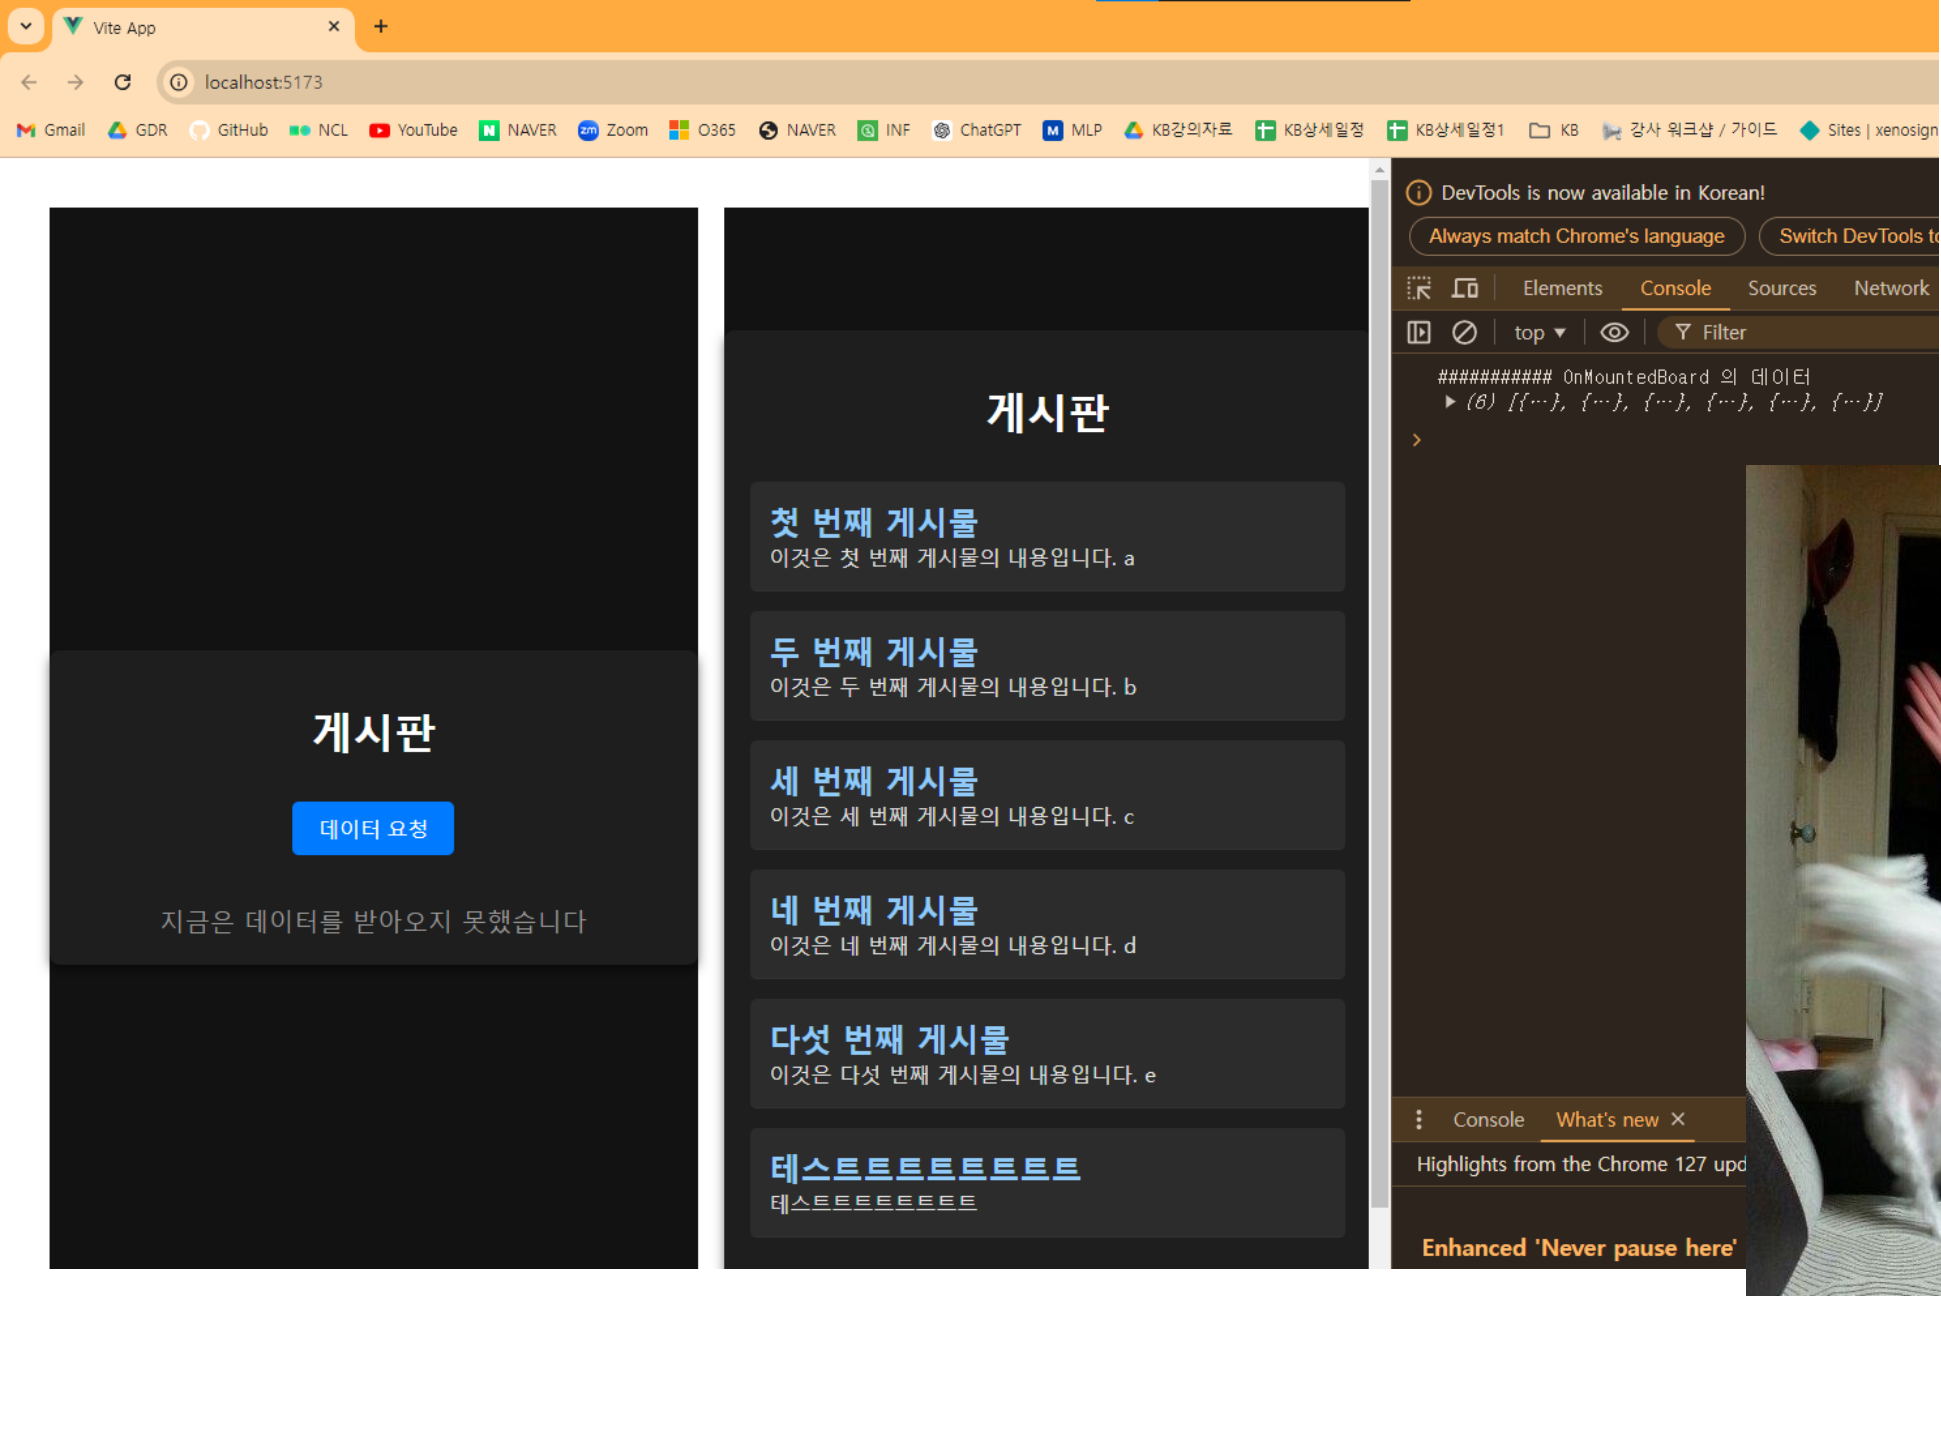 Vite App
localhost:5173
Gmail GDR GitHub NCL YouTube NAVER Zoom O365 NAVER INF ChatGPT MLP KB강의자료 KB상세일정 KB상세일정1 KB 강사 워크샵 / 가이드 Sites | xenosign
게시판
데이터 요청
지금은 데이터를 받아오지 못했습니다
게시판
첫 번째 게시물
이것은 첫 번째 게시물의 내용입니다. a
두 번째 게시물
이것은 두 번째 게시물의 내용입니다. b
세 번째 게시물
이것은 세 번째 게시물의 내용입니다. c
네 번째 게시물
이것은 네 번째 게시물의 내용입니다. d
다섯 번째 게시물
이것은 다섯 번째 게시물의 내용입니다. e
테스트트트트트트트트
테스트트트트트트트트
DevTools is now available in Korean!
Always match Chrome's language Switch DevTools to
Elements Console Sources Network
top Filter
########### OnMountedBoard 의 데이터
(6) [{…}, {…}, {…}, {…}, {…}, {…}]
Console What's new
Highlights from the Chrome 127 upd
Enhanced 'Never pause here'